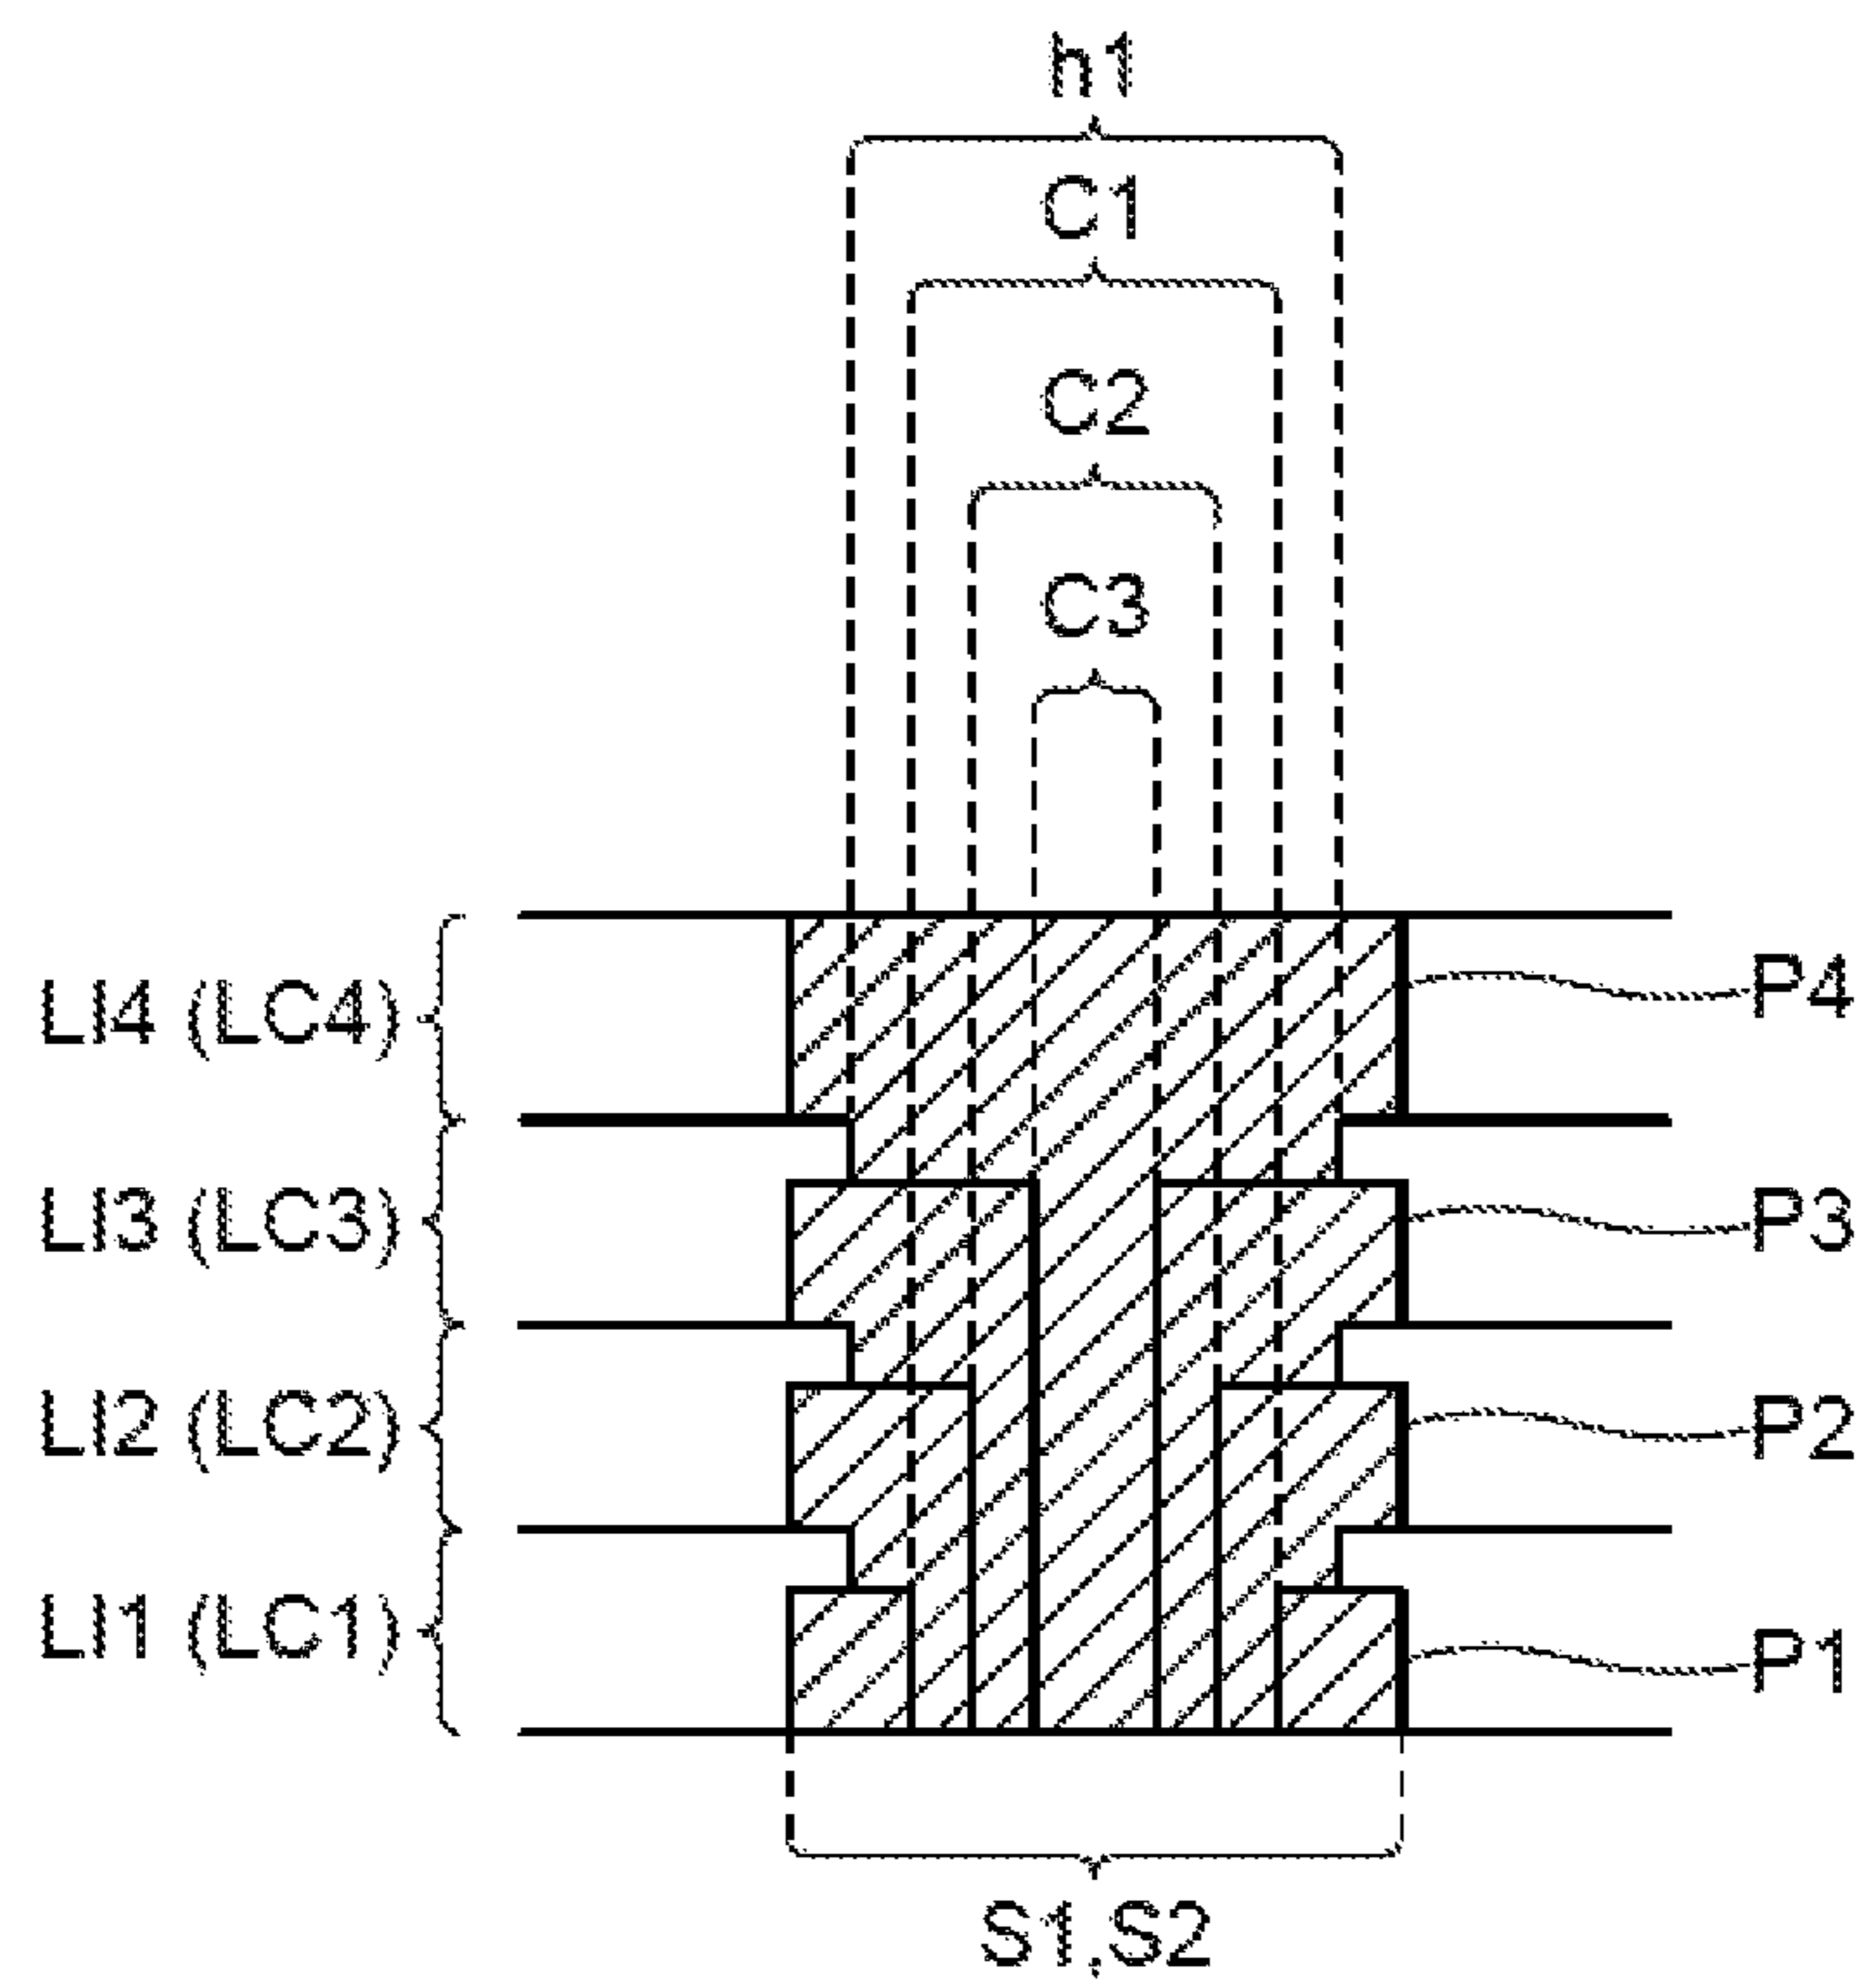 h1
C1
C2
C3
LI4 (LC4)
P4
LI3 (LC3)
P3
LI2 (LC2)
P2
LI1 (LC1)
P1
S1,S2